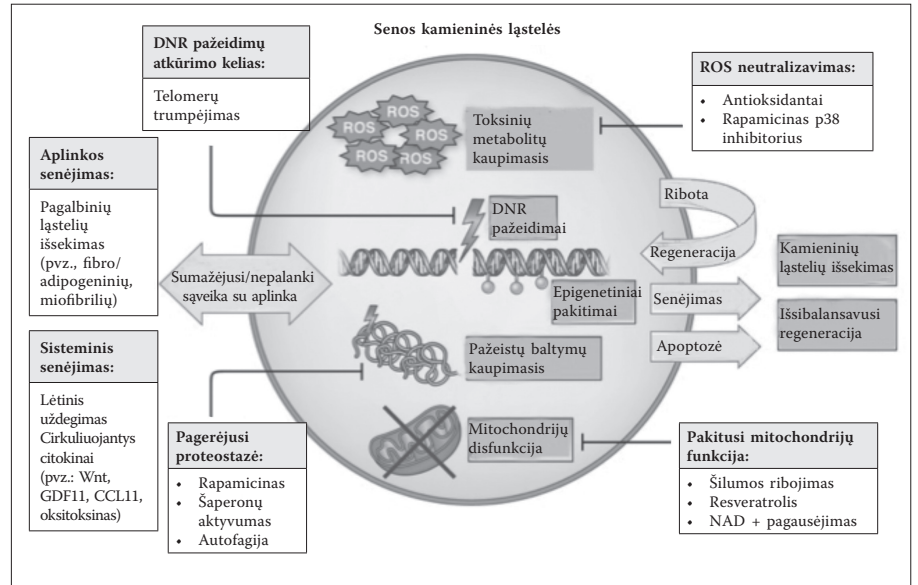 Senos kamieninės ląstelės
DNR pažeidimų
atkūrimo kelias:
Telomerų
trumpėjimas
Aplinkos
senėjimas:
Pagalbinių
ląstelių
išsekimas
(pvz., fibro/
adipogeninių,
miofibrilių)
Sisteminis
senėjimas:
Lėtinis
uždegimas
Cirkuliuojantys
citokinai
(pvz.: Wnt,
GDF11, CCL11,
oksitoksinas)
Sumažėjusi/nepalanki
sąveika su aplinka
Pagerėjusi
proteostazė:
• Rapamicinas
• Šaperonų
aktyvumas
• Autofagija
ROS
ROS
ROS
ROS
ROS
ROS
Toksinių
metabolitų
kaupimasis
DNR
pažeidimai
Epigenetiniai
pakitimai
Pažeistų baltymų
kaupimasis
Mitochondrijų
disfunkcija
ROS neutralizavimas:
• Antioksidantai
• Rapamicinas p38
inhibitorius
Ribota
Regeneracija
Senėjimas
Apoptozė
Kamieninių
ląstelių išsekimas
Išsibalansavusi
regeneracija
Pakitusi mitochondrijų
funkcija:
• Šilumos ribojimas
• Resveratrolis
• NAD + pagausėjimas